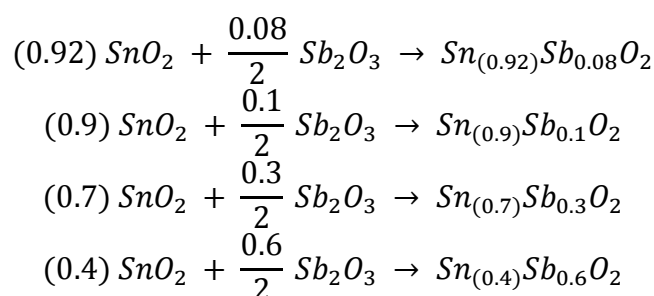 (0.92) SnO₂ + 0.08/2 Sb₂O₃ → Sn₍₀.₉₂₎Sb₀.₀₈O₂
(0.9) SnO₂ + 0.1/2 Sb₂O₃ → Sn₍₀.₉₎Sb₀.₁O₂
(0.7) SnO₂ + 0.3/2 Sb₂O₃ → Sn₍₀.₇₎Sb₀.₃O₂
(0.4) SnO₂ + 0.6/2 Sb₂O₃ → Sn₍₀.₄₎Sb₀.₆O₂